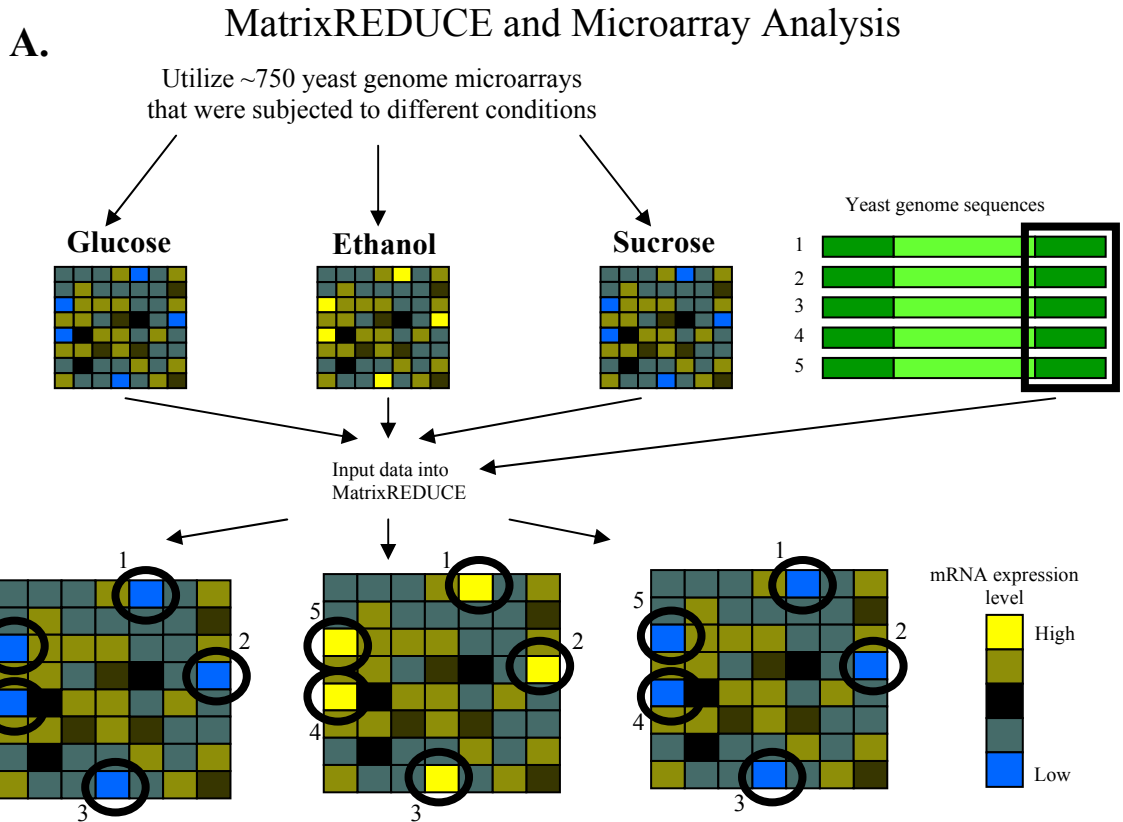 MatrixREDUCE and Microarray Analysis
A.
Utilize ~750 yeast genome microarrays
that were subjected to different conditions
Glucose
Ethanol
Sucrose
Yeast genome sequences
1
2
3
4
5
Input data into
MatrixREDUCE
1
2
3
1
5
2
4
3
1
5
2
4
3
mRNA expression
level
High
Low